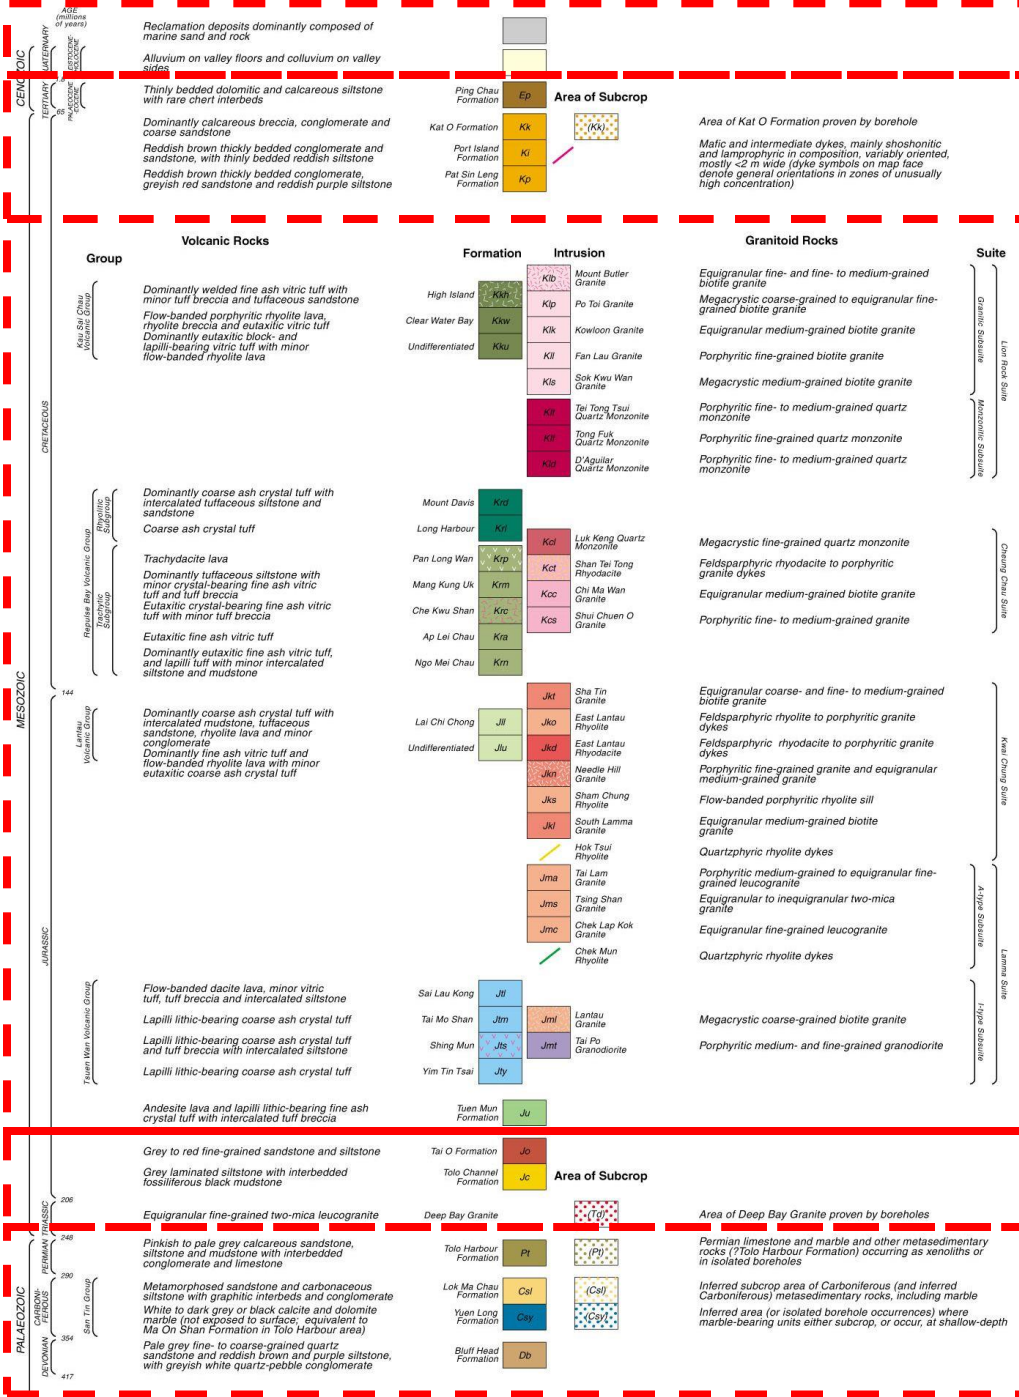 AGE
(millions
of years)
CENOZOIC
QUATERNARY
PLEISTOCENE-
HOLOCENE
Reclamation deposits dominantly composed of
marine sand and rock
Alluvium on valley floors and colluvium on valley
sides
1.8
TERTIARY
PALAEOCENE
-EOCENE
65
Thinly bedded dolomitic and calcareous siltstone
with rare chert interbeds
Ping Chau
Formation
Ep
Area of Subcrop
MESOZOIC
CRETACEOUS
Dominantly calcareous breccia, conglomerate and
coarse sandstone
Kat O Formation
Kk
(Kk)
Area of Kat O Formation proven by borehole
Reddish brown thickly bedded conglomerate and
sandstone, with thinly bedded reddish siltstone
Port Island
Formation
Ki
Mafic and intermediate dykes, mainly shoshonitic
and lamprophyric in composition, variably oriented,
mostly <2 m wide (dyke symbols on map face
denote general orientations in zones of unusually
high concentration)
Reddish brown thickly bedded conglomerate,
greyish red sandstone and reddish purple siltstone
Pat Sin Leng
Formation
Kp
Volcanic Rocks
Granitoid Rocks
Group
Formation
Intrusion
Suite
Kau Sai Chau
Volcanic Group
Dominantly welded fine ash vitric tuff with
minor tuff breccia and tuffaceous sandstone
High Island
Kkh
Flow-banded porphyritic rhyolite lava,
rhyolite breccia and eutaxitic vitric tuff
Clear Water Bay
Kkw
Dominantly eutaxitic block- and
lapilli-bearing vitric tuff with minor
flow-banded rhyolite lava
Undifferentiated
Kku
Klb
Mount Butler
Granite
Equigranular fine- and fine- to medium-grained
biotite granite
Klp
Po Toi Granite
Megacrystic coarse-grained to equigranular fine-
grained biotite granite
Klk
Kowloon Granite
Equigranular medium-grained biotite granite
Kll
Fan Lau Granite
Porphyritic fine-grained biotite granite
Kls
Sok Kwu Wan
Granite
Megacrystic medium-grained biotite granite
Granitic Subsuite
Lion Rock Suite
Klt
Tei Tong Tsui
Quartz Monzonite
Porphyritic fine- to medium-grained quartz
monzonite
Klf
Tong Fuk
Quartz Monzonite
Porphyritic fine-grained quartz monzonite
Kld
D'Aguilar
Quartz Monzonite
Porphyritic fine- to medium-grained quartz
monzonite
Monzonitic Subsuite
Repulse Bay Volcanic Group
Rhyolitic
Subgroup
Dominantly coarse ash crystal tuff with
intercalated tuffaceous siltstone and
sandstone
Mount Davis
Krd
Coarse ash crystal tuff
Long Harbour
Krl
Trachytic
Subgroup
Trachydacite lava
Pan Long Wan
Krp
Dominantly tuffaceous siltstone with
minor crystal-bearing fine ash vitric
tuff and tuff breccia
Mang Kung Uk
Krm
Eutaxitic crystal-bearing fine ash vitric
tuff with minor tuff breccia
Che Kwu Shan
Krc
Eutaxitic fine ash vitric tuff
Ap Lei Chau
Kra
Dominantly eutaxitic fine ash vitric tuff,
and lapilli tuff with minor intercalated
siltstone and mudstone
Ngo Mei Chau
Krn
Kcl
Luk Keng Quartz
Monzonite
Megacrystic fine-grained quartz monzonite
Kct
Shan Tei Tong
Rhyodacite
Feldsparphyric rhyodacite to porphyritic
granite dykes
Kcc
Chi Ma Wan
Granite
Equigranular medium-grained biotite granite
Kcs
Shui Chuen O
Granite
Porphyritic fine- to medium-grained granite
Cheung Chau Suite
144
JURASSIC
Lantau
Volcanic Group
Dominantly coarse ash crystal tuff with
intercalated mudstone, tuffaceous
sandstone, rhyolite lava and minor
conglomerate
Lai Chi Chong
Jll
Dominantly fine ash vitric tuff and
flow-banded rhyolite lava with minor
eutaxitic coarse ash crystal tuff
Undifferentiated
Jlu
Jkt
Sha Tin
Granite
Equigranular coarse- and fine- to medium-grained
biotite granite
Jko
East Lantau
Rhyolite
Feldsparphyric rhyolite to porphyritic granite
dykes
Jkd
East Lantau
Rhyodacite
Feldsparphyric rhyodacite to porphyritic granite
dykes
Jkn
Needle Hill
Granite
Porphyritic fine-grained granite and equigranular
medium-grained granite
Jks
Sham Chung
Rhyolite
Flow-banded porphyritic rhyolite sill
Jkl
South Lamma
Granite
Equigranular medium-grained biotite
granite
Hok Tsui
Rhyolite
Quartzphyric rhyolite dykes
Kwai Chung Suite
Jma
Tai Lam
Granite
Porphyritic medium-grained to equigranular fine-
grained leucogranite
Jms
Tsing Shan
Granite
Equigranular to inequigranular two-mica
granite
Jmc
Chek Lap Kok
Granite
Equigranular fine-grained leucogranite
Chek Mun
Rhyolite
Quartzphyric rhyolite dykes
A-type Subsuite
Lamma Suite
Tsuen Wan Volcanic Group
Flow-banded dacite lava, minor vitric
tuff, tuff breccia and intercalated siltstone
Sai Lau Kong
Jtl
Lapilli lithic-bearing coarse ash crystal tuff
Tai Mo Shan
Jtm
Jml
Lantau
Granite
Megacrystic coarse-grained biotite granite
Lapilli lithic-bearing coarse ash crystal tuff
and tuff breccia with intercalated siltstone
Shing Mun
Jts
Jmt
Tai Po
Granodiorite
Porphyritic medium- and fine-grained granodiorite
Lapilli lithic-bearing coarse ash crystal tuff
Yim Tin Tsai
Jty
I-type Subsuite
Andesite lava and lapilli lithic-bearing fine ash
crystal tuff with intercalated tuff breccia
Tuen Mun
Formation
Ju
Grey to red fine-grained sandstone and siltstone
Tai O Formation
Jo
Grey laminated siltstone with interbedded
fossiliferous black mudstone
Tolo Channel
Formation
Jc
Area of Subcrop
206
TRIASSIC
Equigranular fine-grained two-mica leucogranite
Deep Bay Granite
(Td)
Area of Deep Bay Granite proven by boreholes
248
PALAEOZOIC
PERMIAN
Pinkish to pale grey calcareous sandstone,
siltstone and mudstone with interbedded
conglomerate and limestone
Tolo Harbour
Formation
Pt
(Pt)
Permian limestone and marble and other metasedimentary
rocks (?Tolo Harbour Formation) occurring as xenoliths or
in isolated boreholes
290
CARBONI-
FEROUS
San Tin Group
Metamorphosed sandstone and carbonaceous
siltstone with graphitic interbeds and conglomerate
Lok Ma Chau
Formation
Csl
(Csl)
Inferred subcrop area of Carboniferous (and inferred
Carboniferous) metasedimentary rocks, including marble
White to dark grey or black calcite and dolomite
marble (not exposed to surface; equivalent to
Ma On Shan Formation in Tolo Harbour area)
Yuen Long
Formation
Csy
(Csy)
Inferred area (or isolated borehole occurrences) where
marble-bearing units either subcrop, or occur, at shallow-depth
354
DEVONIAN
Pale grey fine- to coarse-grained quartz
sandstone and reddish brown and purple siltstone,
with greyish white quartz-pebble conglomerate
Bluff Head
Formation
Db
417